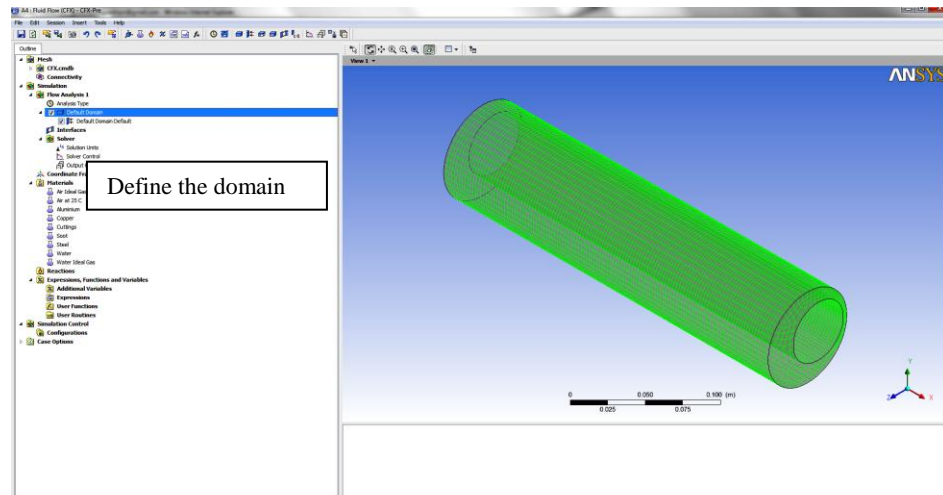 A4 : Fluid Flow (CFX) - CFX-Pre
File Edit Session Insert Tools Help
Outline
Mesh
CFX.cmdb
Connectivity
Simulation
Flow Analysis 1
Analysis Type
Default Domain
Default Domain Default
Interfaces
Solver
Solution Units
Solver Control
Output
Coordinate Fra
Materials
Air Ideal Gas
Air at 25 C
Aluminium
Copper
Cuttings
Soot
Steel
Water
Water Ideal Gas
Reactions
Expressions, Functions and Variables
Additional Variables
Expressions
User Functions
User Routines
Simulation Control
Configurations
Case Options
Define the domain
View 1
ANSYS
0 0.050 0.100 (m)
0.025 0.075
Y
Z X